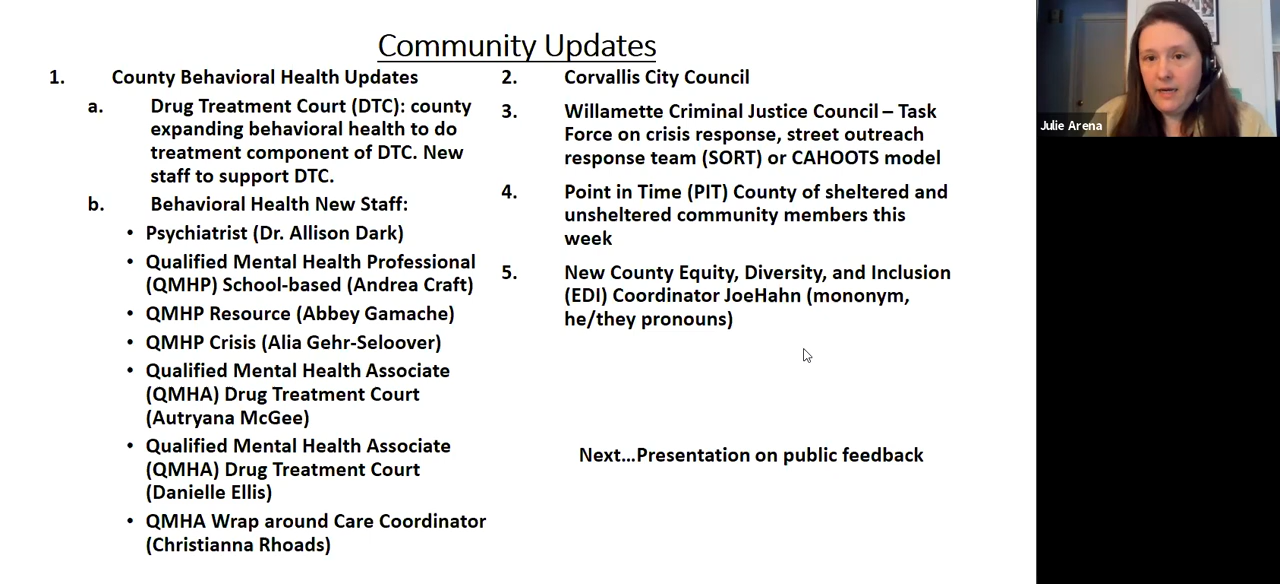 Community Updates
1. County Behavioral Health Updates
a. Drug Treatment Court (DTC): county
expanding behavioral health to do
treatment component of DTC. New
staff to support DTC.
b. Behavioral Health New Staff:
• Psychiatrist (Dr. Allison Dark)
• Qualified Mental Health Professional
(QMHP) School-based (Andrea Craft)
• QMHP Resource (Abbey Gamache)
• QMHP Crisis (Alia Gehr-Seloover)
• Qualified Mental Health Associate
(QMHA) Drug Treatment Court
(Autryana McGee)
• Qualified Mental Health Associate
(QMHA) Drug Treatment Court
(Danielle Ellis)
• QMHA Wrap around Care Coordinator
(Christianna Rhoads)
2. Corvallis City Council
3. Willamette Criminal Justice Council – Task
Force on crisis response, street outreach
response team (SORT) or CAHOOTS model
4. Point in Time (PIT) County of sheltered and
unsheltered community members this
week
5. New County Equity, Diversity, and Inclusion
(EDI) Coordinator JoeHahn (mononym,
he/they pronouns)
Next...Presentation on public feedback
Julie Arena